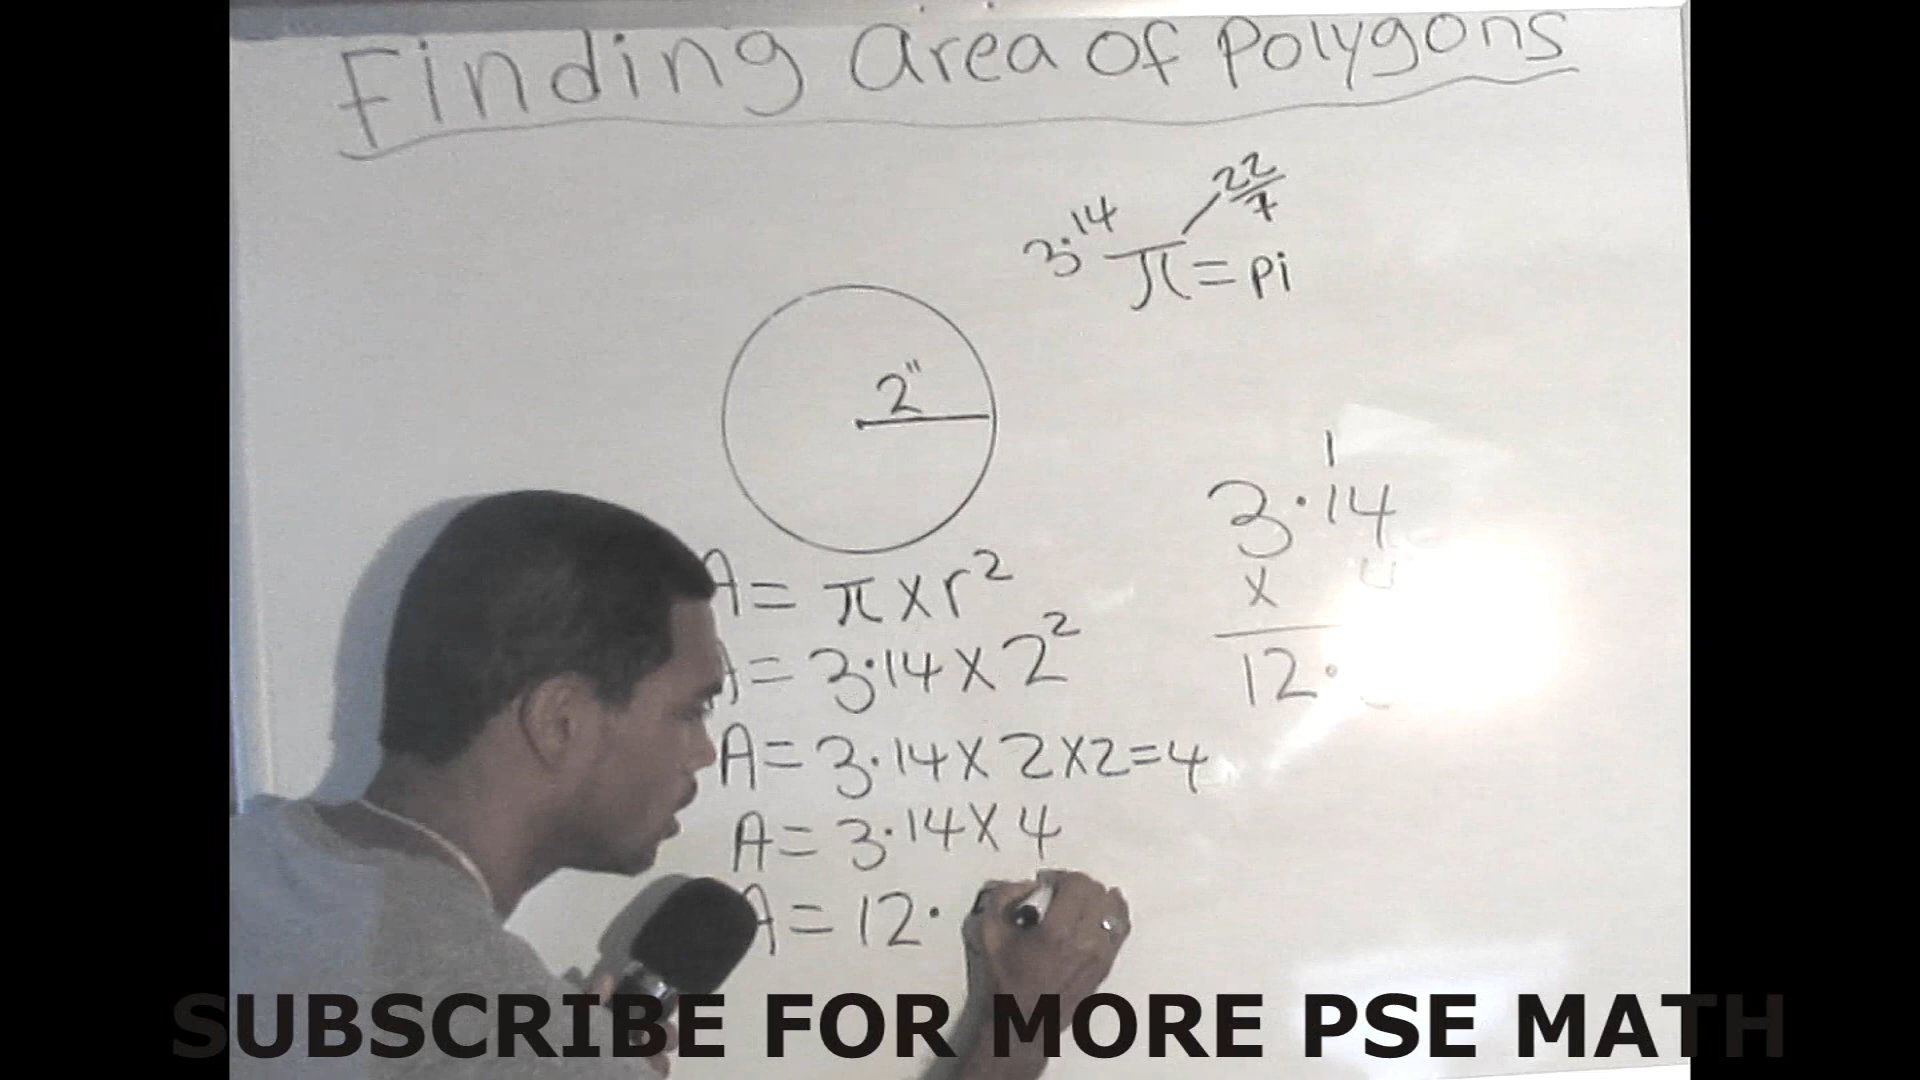 Finding area of Polygons
22
7
3.14
π = pi
2"
1
3.14
x 4
12.
A = π x r²
A = 3.14 x 2²
A = 3.14 x 2 x 2 = 4
A = 3.14 x 4
A = 12.
SUBSCRIBE FOR MORE PSE MATH